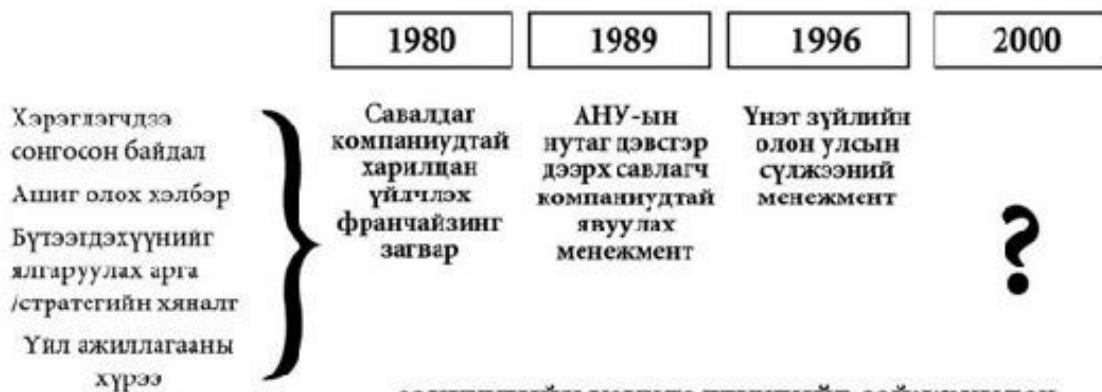 1980
1989
1996
2000
Хэрэглэгчдээ
сонгосон байдал
Ашиг олох хэлбэр
Бүтээгдэхүүнийг
ялгаруулах арга
/стратегийн хяналт
Үйл ажиллагааны
хүрээ
Савалдаг
компаниудтай
харилцан
үйлчлэх
франчайзинг
загвар
АНУ-ын
нутаг дэвсгэр
дээрх савлагч
компаниудтай
явуулах
менежмент
Үнэт зүйлийн
олон улсын
сүлжээний
менежмент
?